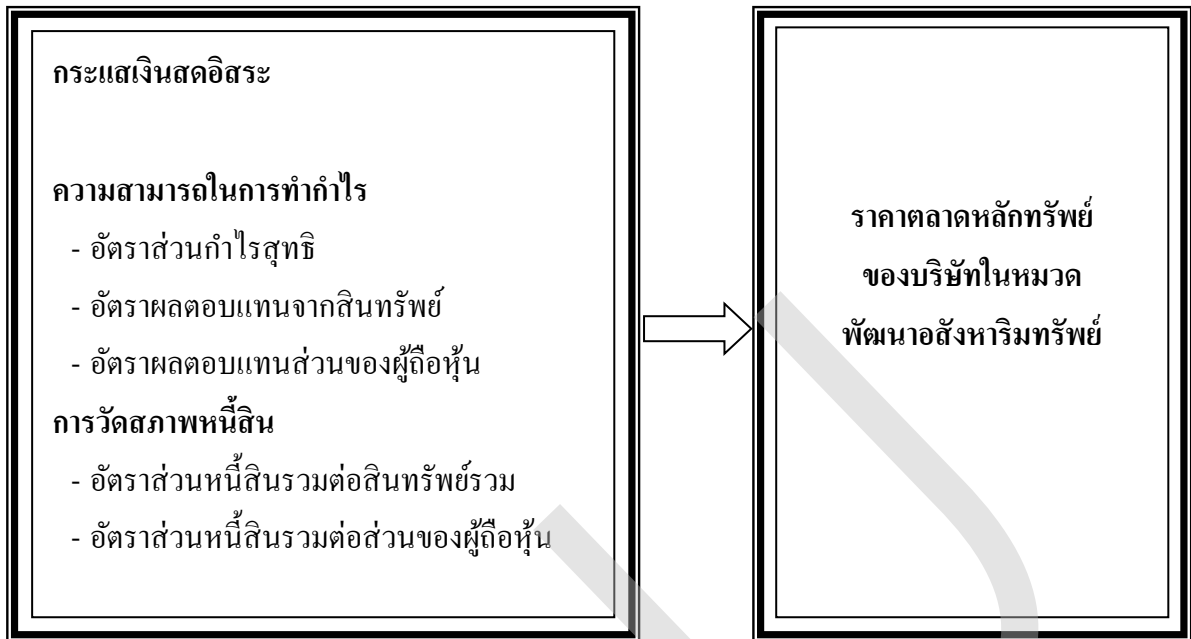 กระแสเงินสดอิสระ
ความสามารถในการทำกำไร
- อัตราส่วนกำไรสุทธิ
- อัตราผลตอบแทนจากสินทรัพย์
- อัตราผลตอบแทนส่วนของผู้ถือหุ้น
การวัดสภาพหนี้สิน
- อัตราส่วนหนี้สินรวมต่อสินทรัพย์รวม
- อัตราส่วนหนี้สินรวมต่อส่วนของผู้ถือหุ้น
ราคาตลาดหลักทรัพย์
ของบริษัทในหมวด
พัฒนาอสังหาริมทรัพย์